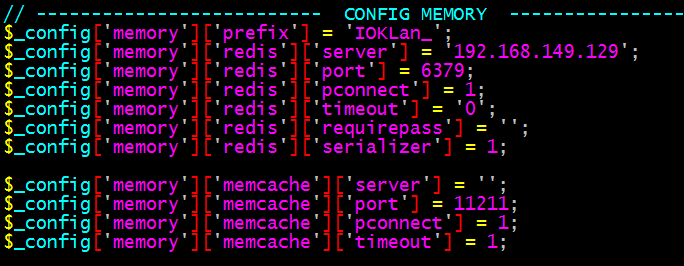 // --------------------------  CONFIG MEMORY  ----------------
$_config['memory']['prefix'] = 'IOKLan_';
$_config['memory']['redis']['server'] = '192.168.149.129';
$_config['memory']['redis']['port'] = 6379;
$_config['memory']['redis']['pconnect'] = 1;
$_config['memory']['redis']['timeout'] = '0';
$_config['memory']['redis']['requirepass'] = '';
$_config['memory']['redis']['serializer'] = 1;
$_config['memory']['memcache']['server'] = '';
$_config['memory']['memcache']['port'] = 11211;
$_config['memory']['memcache']['pconnect'] = 1;
$_config['memory']['memcache']['timeout'] = 1;